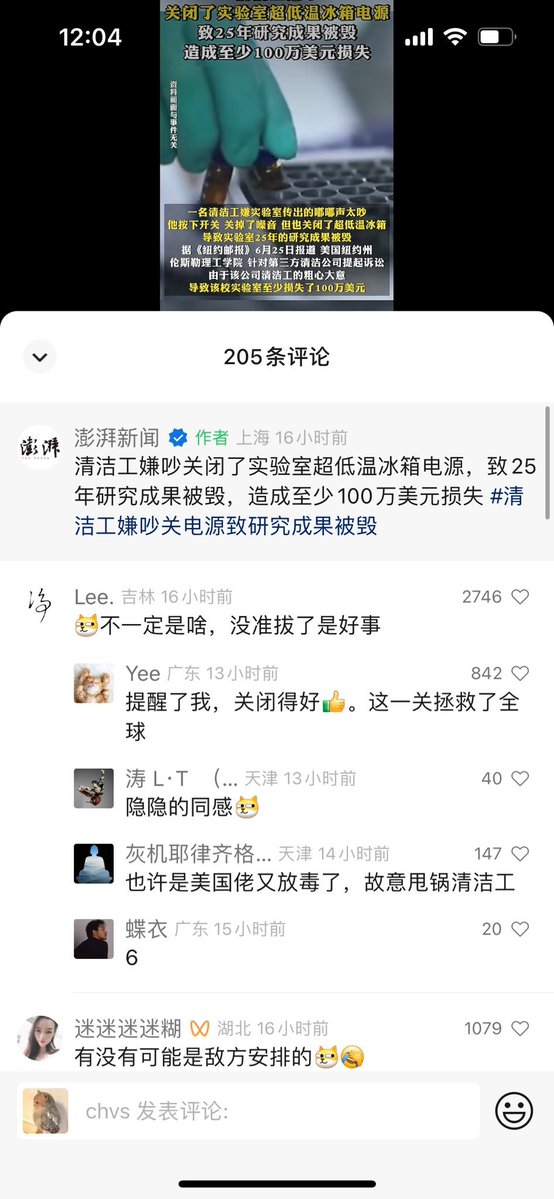 12:04
关闭了实验室超低温冰箱电源
致25年研究成果被毁
造成至少100万美元损失
资料画面与事件无关
一名清洁工嫌实验室传出的嘟嘟声太吵
他按下开关 关掉了噪音 但也关闭了超低温冰箱
导致实验室25年的研究成果被毁
据《纽约邮报》6月25日报道 美国纽约州
伦斯勒理工学院 针对第三方清洁公司提起诉讼
由于该公司清洁工的粗心大意
导致该校实验室至少损失了100万美元
205条评论
澎湃
澎湃新闻 作者 上海 16小时前
清洁工嫌吵关闭了实验室超低温冰箱电源，致25
年研究成果被毁，造成至少100万美元损失 #清
洁工嫌吵关电源致研究成果被毁
Lee. 吉林 16小时前 2746
不一定是啥，没准拔了是好事
Yee 广东 13小时前 842
提醒了我，关闭得好👍。这一关拯救了全
球
涛 L·T （... 天津 13小时前 40
隐隐的同感
灰机耶律齐格... 天津 14小时前 147
也许是美国佬又放毒了，故意甩锅清洁工
蝶衣 广东 15小时前 20
6
迷迷迷迷糊 湖北 16小时前 1079
有没有可能是敌方安排的
chvs 发表评论: